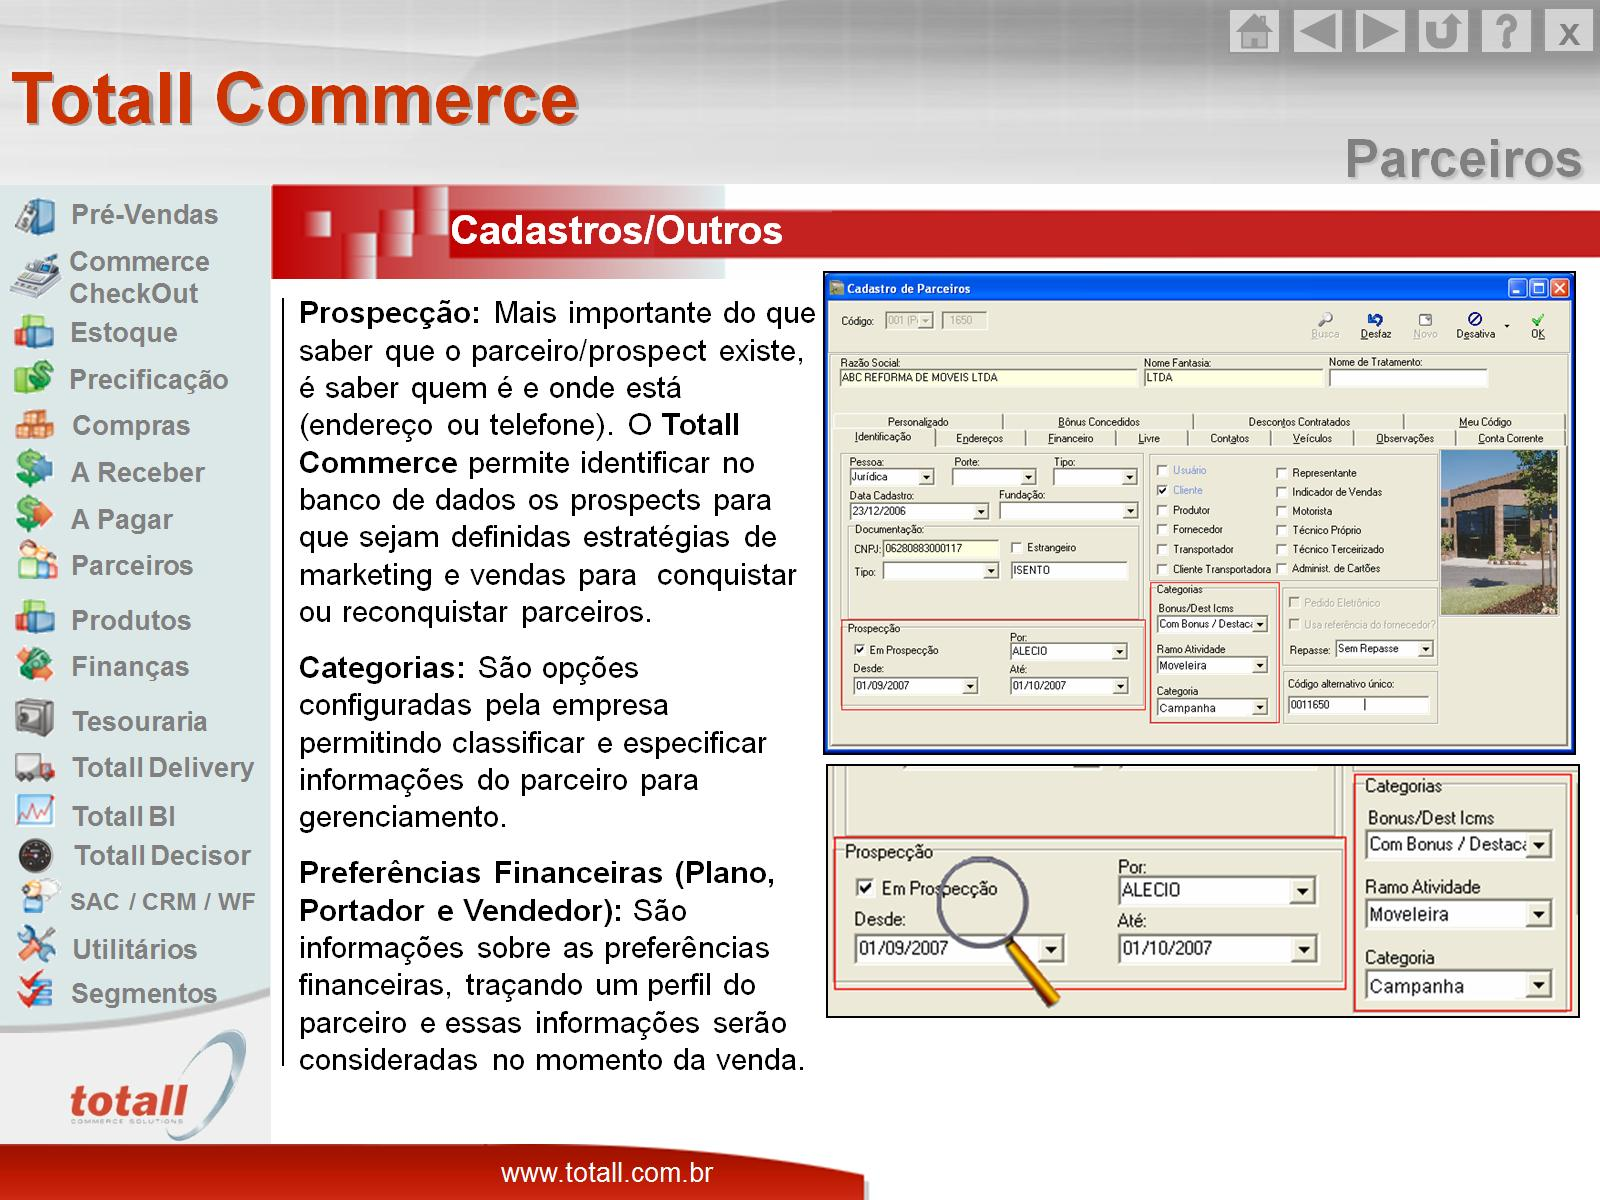 x
Totall Commerce
Parceiros
Pré-Vendas
Commerce
CheckOut
Estoque
Precificação
Compras
A Receber
A Pagar
Parceiros
Produtos
Finanças
Tesouraria
Totall Delivery
Totall BI
Totall Decisor
SAC / CRM / WF
Utilitários
Segmentos
totall
COMMERCE SOLUTIONS
Cadastros/Outros
Prospecção: Mais importante do que
saber que o parceiro/prospect existe,
é saber quem é e onde está
(endereço ou telefone). O Totall
Commerce permite identificar no
banco de dados os prospects para
que sejam definidas estratégias de
marketing e vendas para conquistar
ou reconquistar parceiros.
Categorias: São opções
configuradas pela empresa
permitindo classificar e especificar
informações do parceiro para
gerenciamento.
Preferências Financeiras (Plano,
Portador e Vendedor): São
informações sobre as preferências
financeiras, traçando um perfil do
parceiro e essas informações serão
consideradas no momento da venda.
Cadastro de Parceiros
Código: 001 (P 1650
Busca Desfaz Novo Desativa OK
Razão Social: Nome Fantasia: Nome de Tratamento:
ABC REFORMA DE MOVEIS LTDA LTDA
Personalizado Bônus Concedidos Descontos Contratados Meu Código
Identificação Endereços Financeiro Livre Contatos Veículos Observações Conta Corrente
Pessoa: Porte: Tipo:
Jurídica
Data Cadastro: Fundação:
23/12/2006
Documentação:
CNPJ: 06280883000117 Estrangeiro
Tipo: ISENTO
Usuário Representante
Cliente Indicador de Vendas
Produtor Motorista
Fornecedor Técnico Próprio
Transportador Técnico Terceirizado
Cliente Transportadora Administ. de Cartões
Prospecção
Em Prospecção Por: ALECIO
Desde: Até:
01/09/2007 01/10/2007
Categorias
Bonus/Dest Icms
Com Bonus / Destaca
Ramo Atividade
Moveleira
Categoria
Campanha
Pedido Eletrônico
Usa referência do fornecedor?
Repasse: Sem Repasse
Código alternativo único:
0011650
Prospecção
Em Prospecção Por: ALECIO
Desde: Até:
01/09/2007 01/10/2007
Categorias
Bonus/Dest Icms
Com Bonus / Destaca
Ramo Atividade
Moveleira
Categoria
Campanha
www.totall.com.br